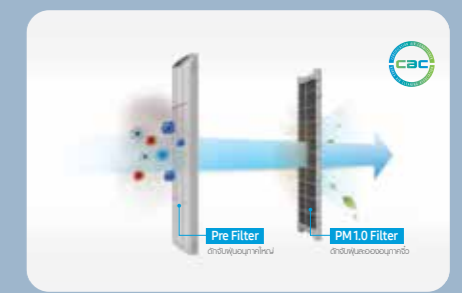 cac
Pre Filter
ดักจับฝุ่นอนุภาคใหญ่
PM 1.0 Filter
ดักจับฝุ่นละอองอนุภาคจิ๋ว